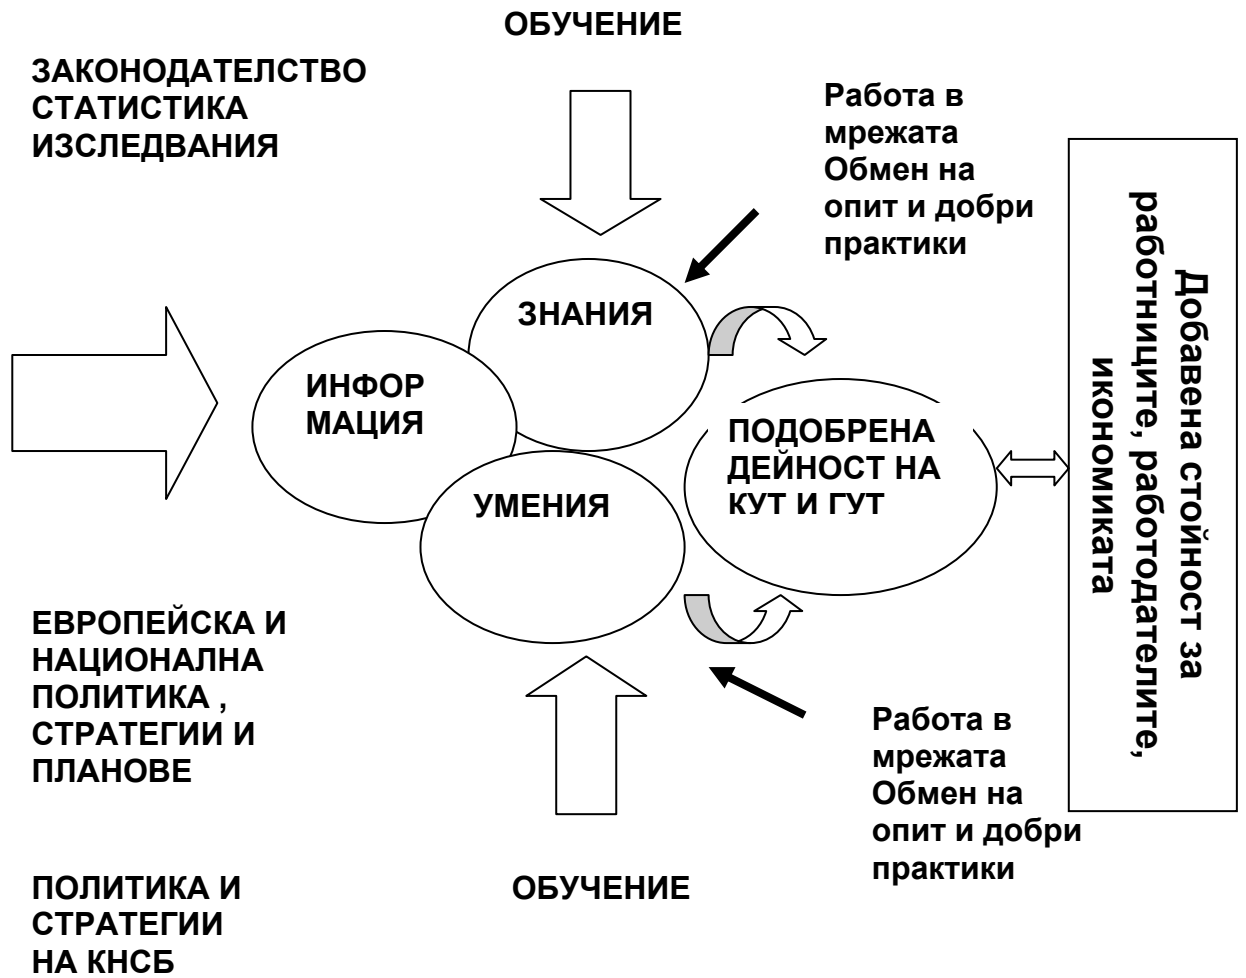 ОБУЧЕНИЕ
ЗАКОНОДАТЕЛСТВО
СТАТИСТИКА
ИЗСЛЕДВАНИЯ
Работа в
мрежата
Обмен на
опит и добри
практики
ЗНАНИЯ
ИНФОР
МАЦИЯ
УМЕНИЯ
ПОДОБРЕНА
ДЕЙНОСТ НА
КУТ И ГУТ
Добавена стойност за
работниците, работодателите,
икономиката
ЕВРОПЕЙСКА И
НАЦИОНАЛНА
ПОЛИТИКА ,
СТРАТЕГИИ И
ПЛАНОВЕ
Работа в
мрежата
Обмен на
опит и добри
практики
ПОЛИТИКА И
СТРАТЕГИИ
НА КНСБ
ОБУЧЕНИЕ